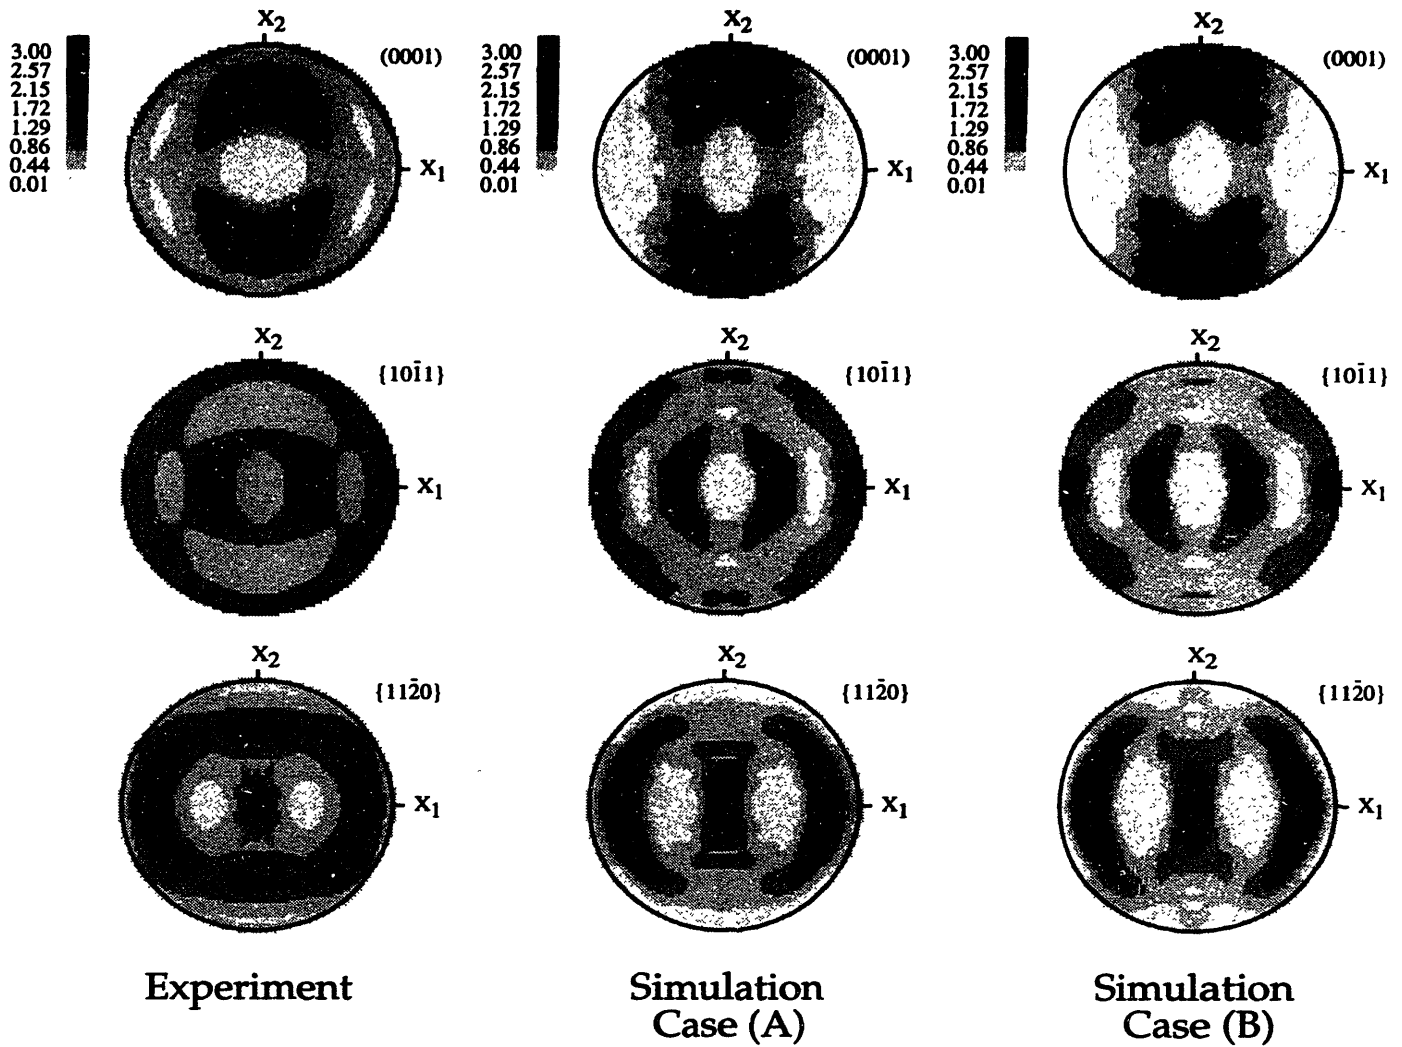 X₂ X₂ X₂
(0001) (0001) (0001)
3.00 3.00 3.00
2.57 2.57 2.57
2.15 2.15 2.15
1.72 1.72 1.72
1.29 1.29 1.29
0.86 0.86 0.86
0.44 0.44 0.44
0.01 0.01 0.01
X₁ X₁ X₁
X₂ X₂ X₂
{101̄1} {101̄1} {101̄1}
X₁ X₁ X₁
X₂ X₂ X₂
{112̄0} {112̄0} {112̄0}
X₁ X₁ X₁
Experiment Simulation Simulation
Case (A) Case (B)